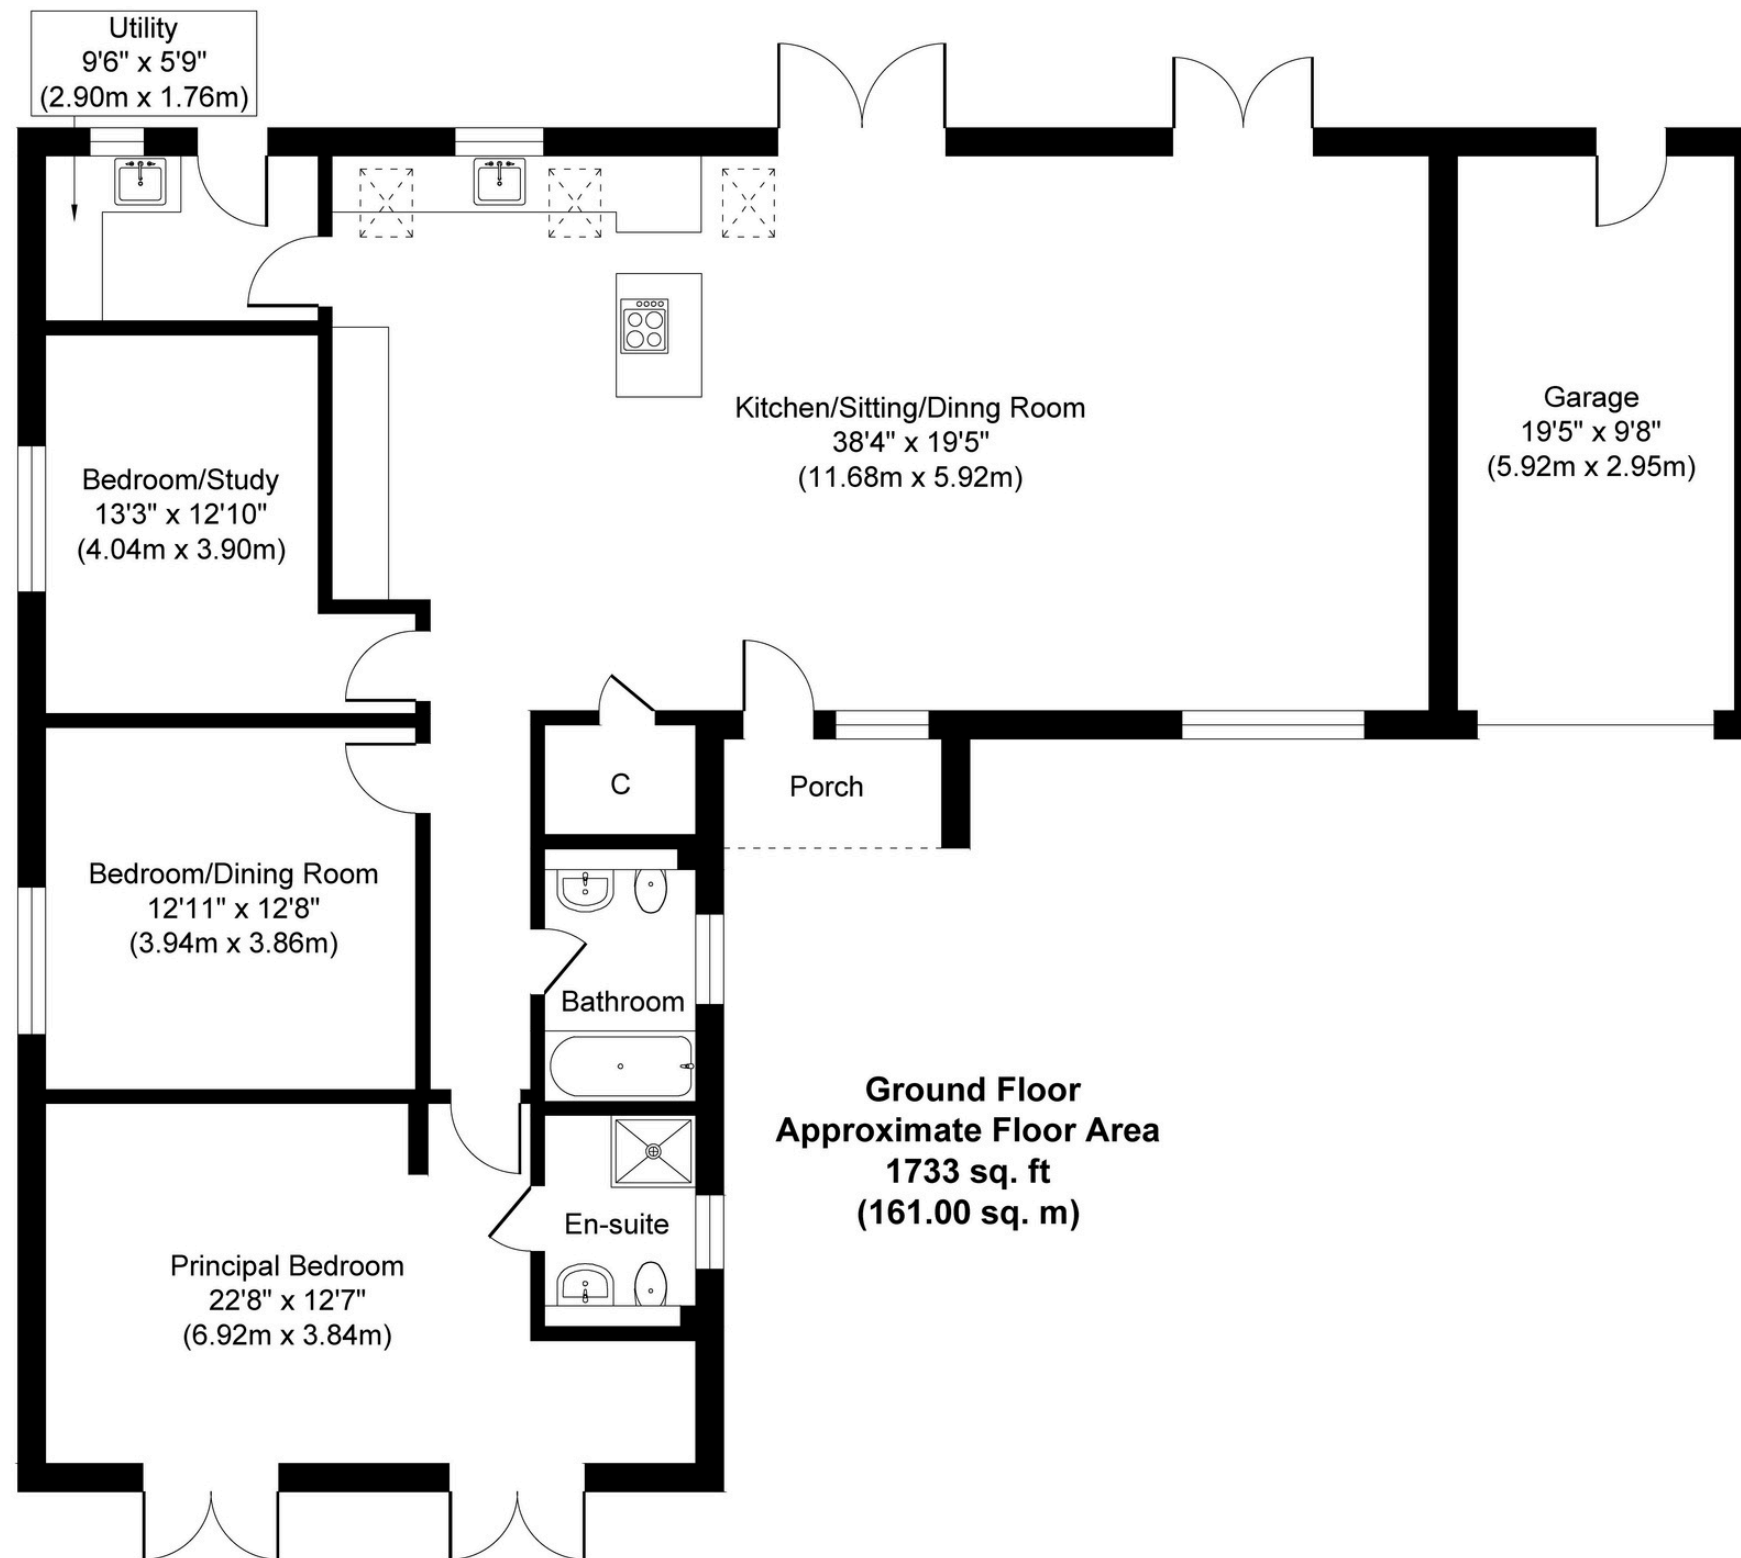 Utility
9'6" x 5'9"
(2.90m x 1.76m)
Kitchen/Sitting/Dinng Room
38'4" x 19'5"
(11.68m x 5.92m)
Garage
19'5" x 9'8"
(5.92m x 2.95m)
Bedroom/Study
13'3" x 12'10"
(4.04m x 3.90m)
C
Porch
Bedroom/Dining Room
12'11" x 12'8"
(3.94m x 3.86m)
Bathroom
Ground Floor
Approximate Floor Area
1733 sq. ft
(161.00 sq. m)
En-suite
Principal Bedroom
22'8" x 12'7"
(6.92m x 3.84m)